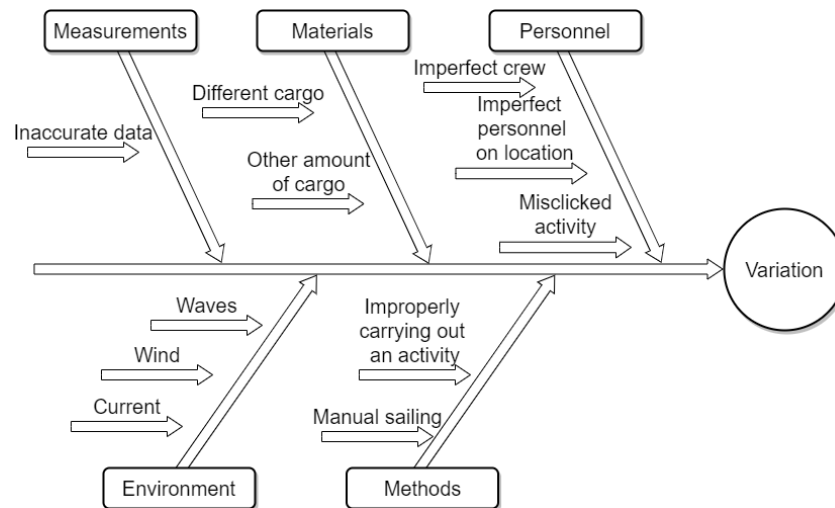 Measurements
Materials
Personnel
Imperfect crew
Different cargo
Imperfect
personnel
on location
Inaccurate data
Other amount
of cargo
Misclicked
activity
Variation
Waves
Improperly
carrying out
an activity
Wind
Current
Manual sailing
Environment
Methods